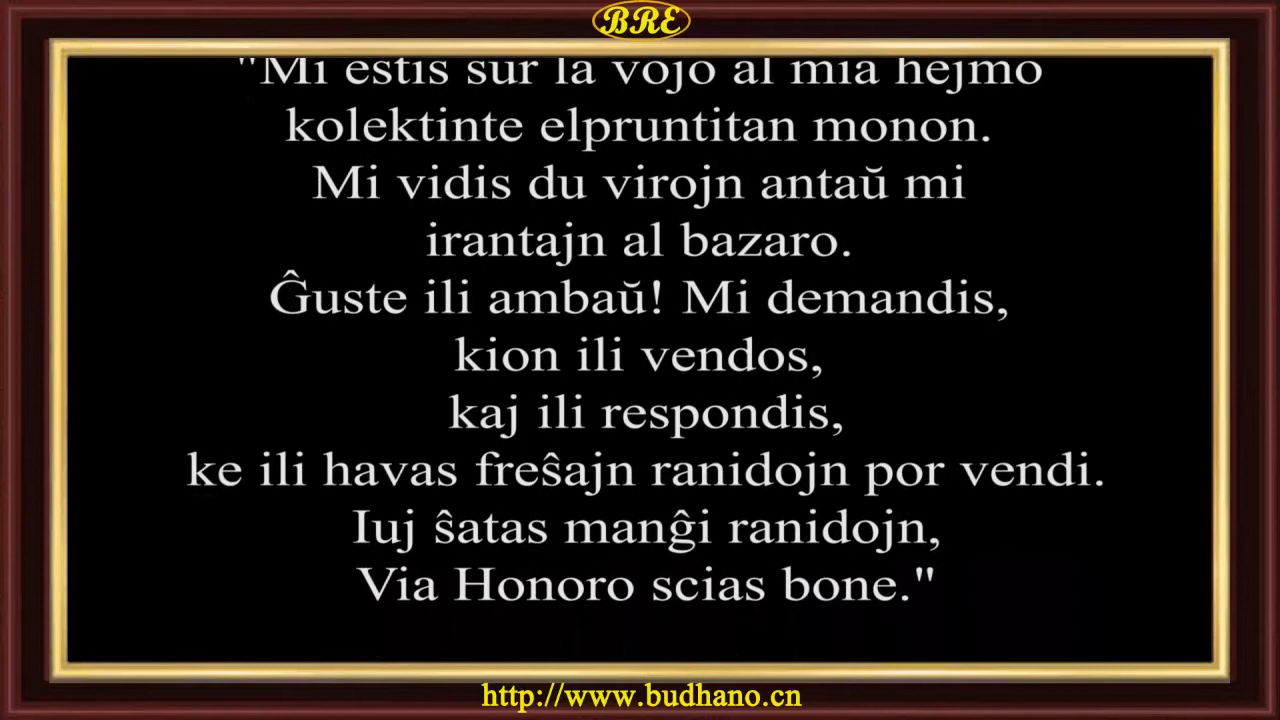 BRE
"Mi estis sur la vojo al mia hejmo
kolektinte elpruntitan monon.
Mi vidis du virojn antaŭ mi
irantajn al bazaro.
Ĝuste ili ambaŭ! Mi demandis,
kion ili vendos,
kaj ili respondis,
ke ili havas freŝajn ranidojn por vendi.
Iuj ŝatas manĝi ranidojn,
Via Honoro scias bone."
http://www.budhano.cn